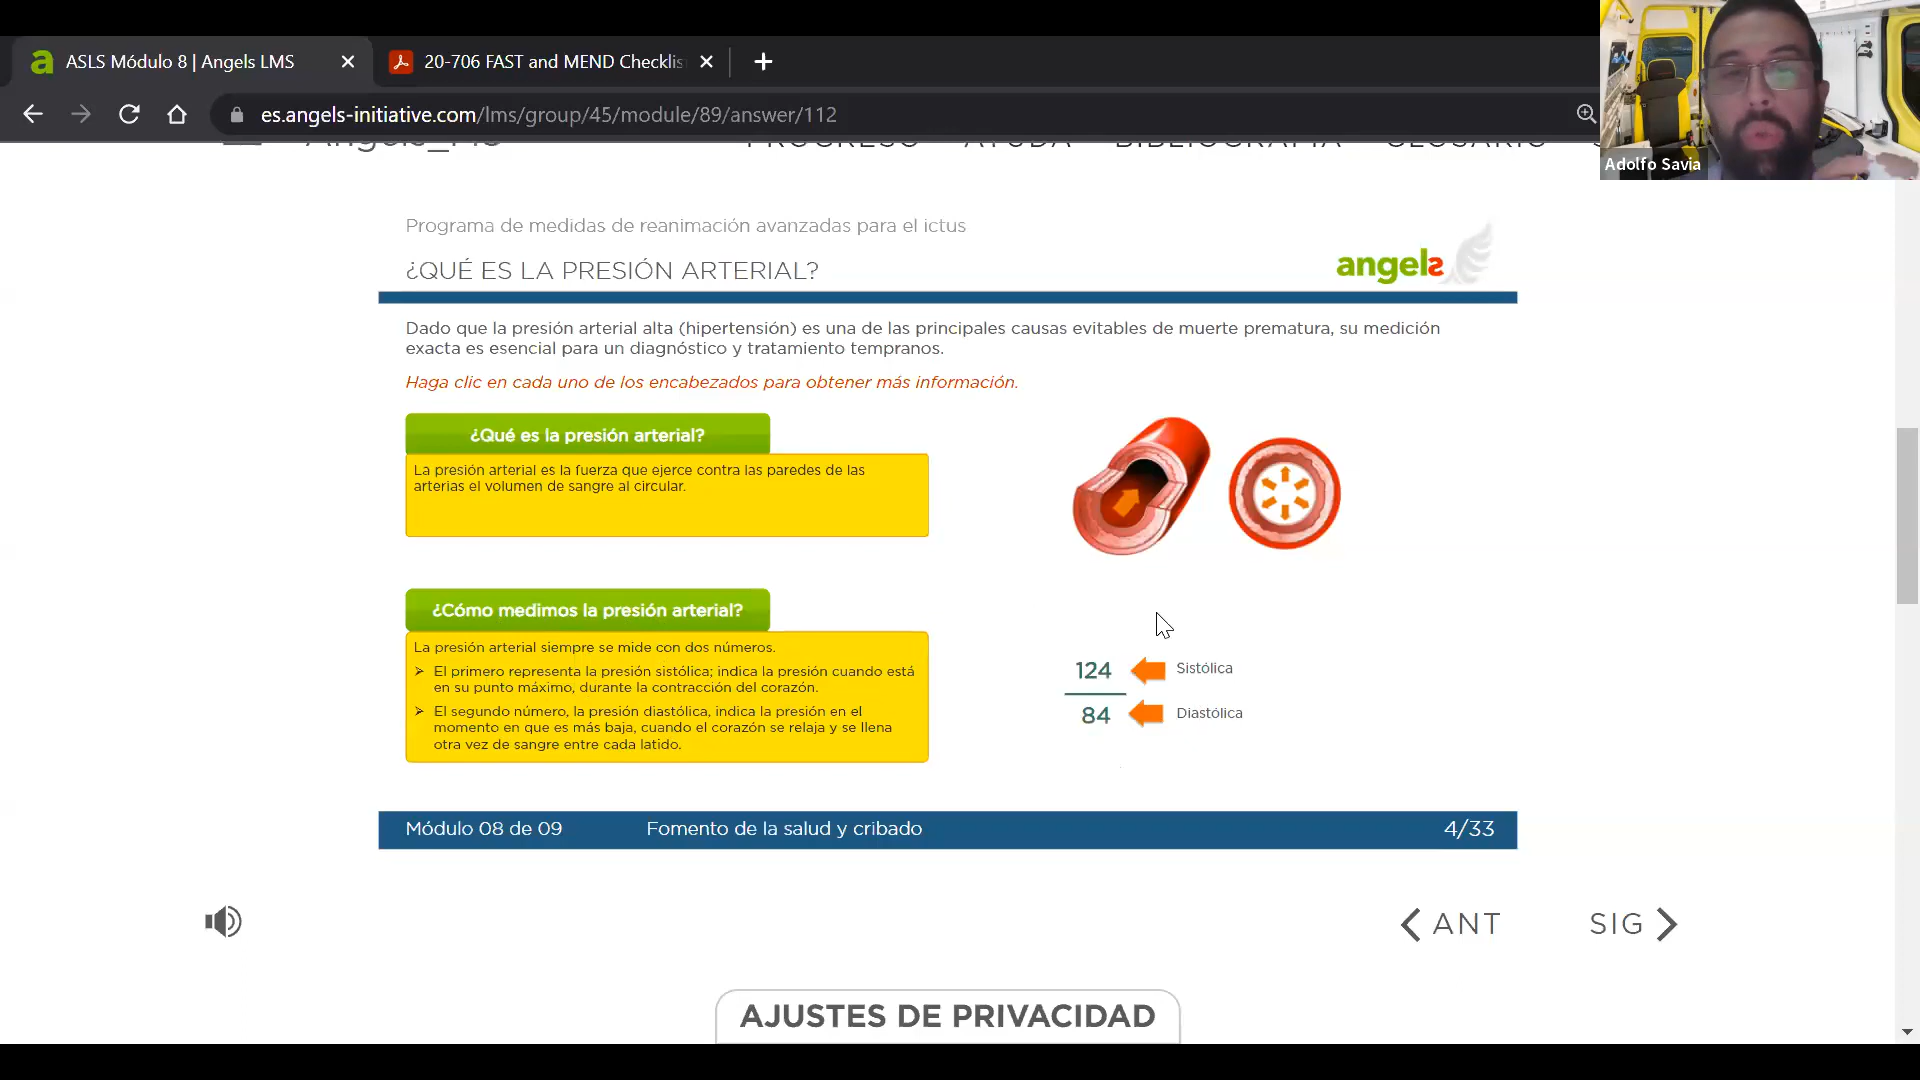 ASLS Módulo 8 | Angels LMS
20-706 FAST and MEND Checklis
es.angels-initiative.com/lms/group/45/module/89/answer/112
Adolfo Savia
Angels_MS
PROGRESO AYUDA BIBLIOGRAFÍA GLOSARIO
Programa de medidas de reanimación avanzadas para el ictus
¿QUÉ ES LA PRESIÓN ARTERIAL?
angels
Dado que la presión arterial alta (hipertensión) es una de las principales causas evitables de muerte prematura, su medición
exacta es esencial para un diagnóstico y tratamiento tempranos.
Haga clic en cada uno de los encabezados para obtener más información.
¿Qué es la presión arterial?
La presión arterial es la fuerza que ejerce contra las paredes de las
arterias el volumen de sangre al circular.
¿Cómo medimos la presión arterial?
La presión arterial siempre se mide con dos números.
➢ El primero representa la presión sistólica; indica la presión cuando está
en su punto máximo, durante la contracción del corazón.
➢ El segundo número, la presión diastólica, indica la presión en el
momento en que es más baja, cuando el corazón se relaja y se llena
otra vez de sangre entre cada latido.
124 Sistólica
84 Diastólica
Módulo 08 de 09 Fomento de la salud y cribado 4/33
ANT SIG
AJUSTES DE PRIVACIDAD